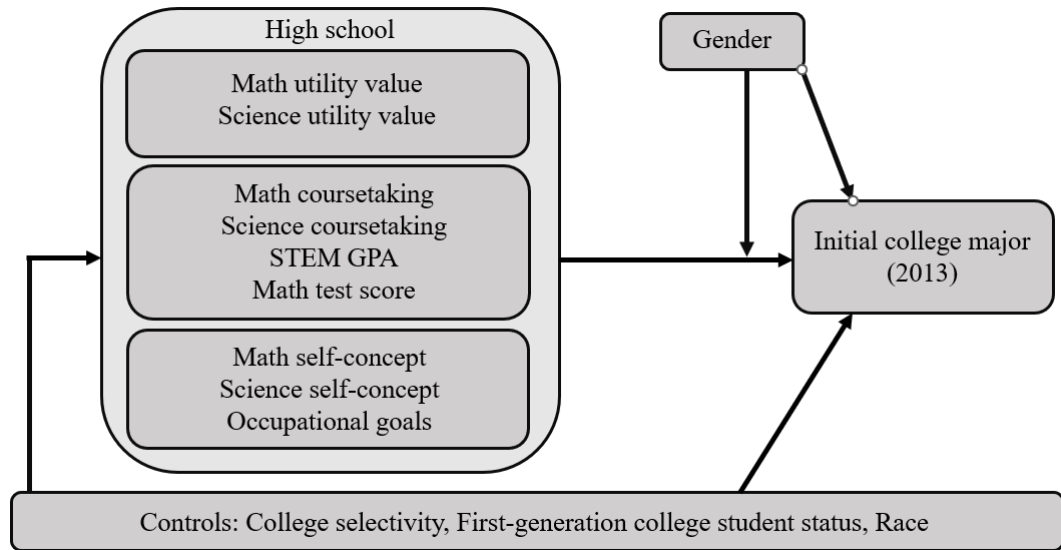 High school
Math utility value
Science utility value
Math coursetaking
Science coursetaking
STEM GPA
Math test score
Math self-concept
Science self-concept
Occupational goals
Gender
Initial college major
(2013)
Controls: College selectivity, First-generation college student status, Race